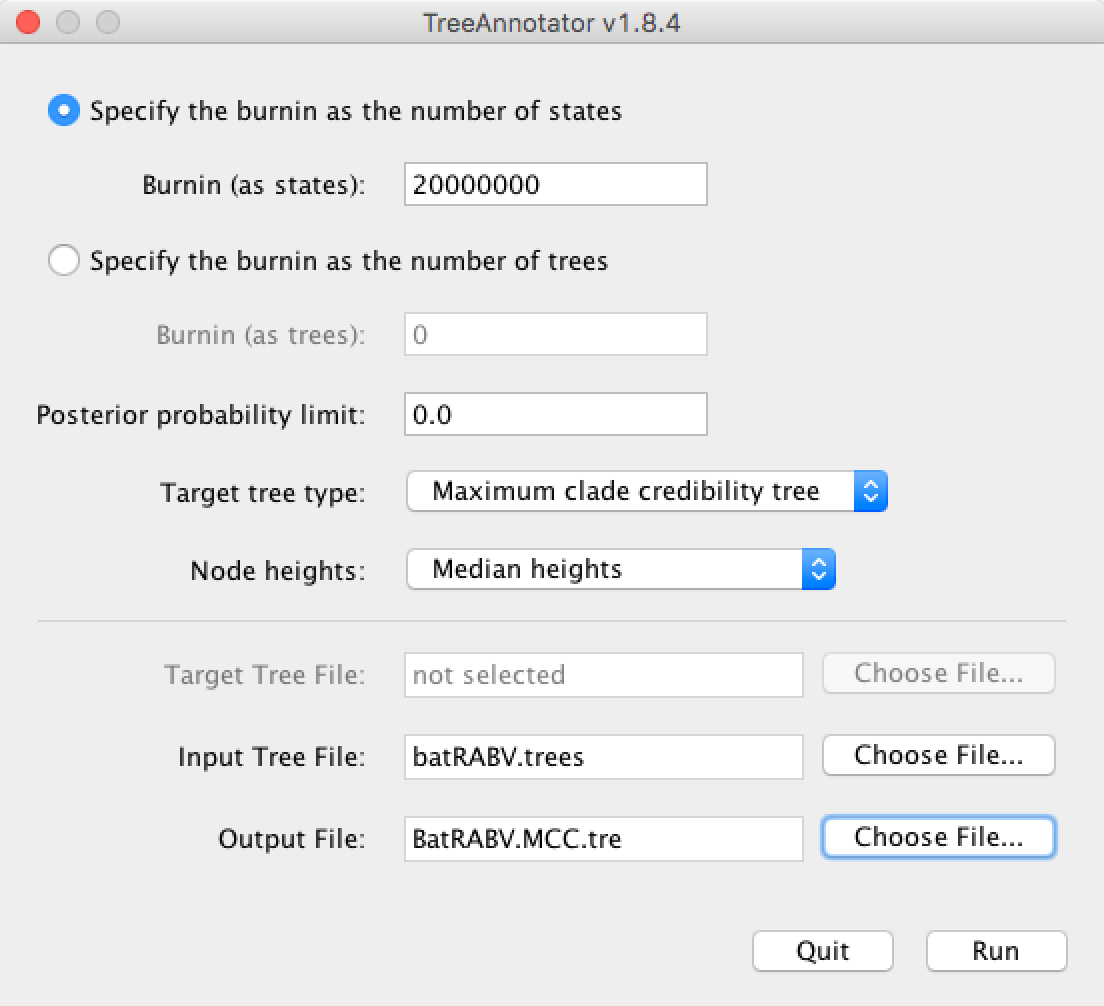 TreeAnnotator v1.8.4
Specify the burnin as the number of states
Burnin (as states): 20000000
Specify the burnin as the number of trees
Burnin (as trees): 0
Posterior probability limit: 0.0
Target tree type: Maximum clade credibility tree
Node heights: Median heights
Target Tree File: not selected Choose File...
Input Tree File: batRABV.trees Choose File...
Output File: BatRABV.MCC.tre Choose File...
Quit Run